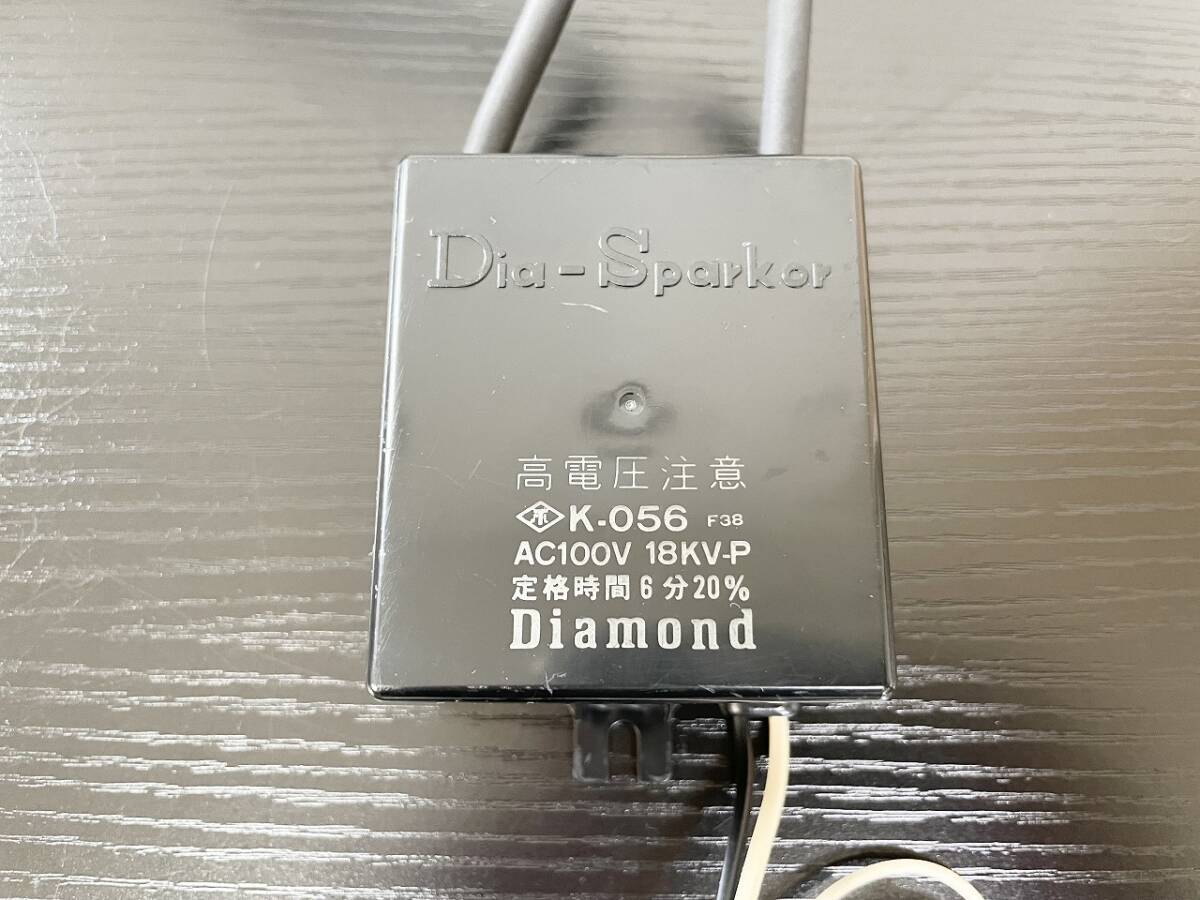 Dia-Sparkor
高電圧注意
K-056 F38
AC100V 18KV-P
定格時間6分20%
Diamond